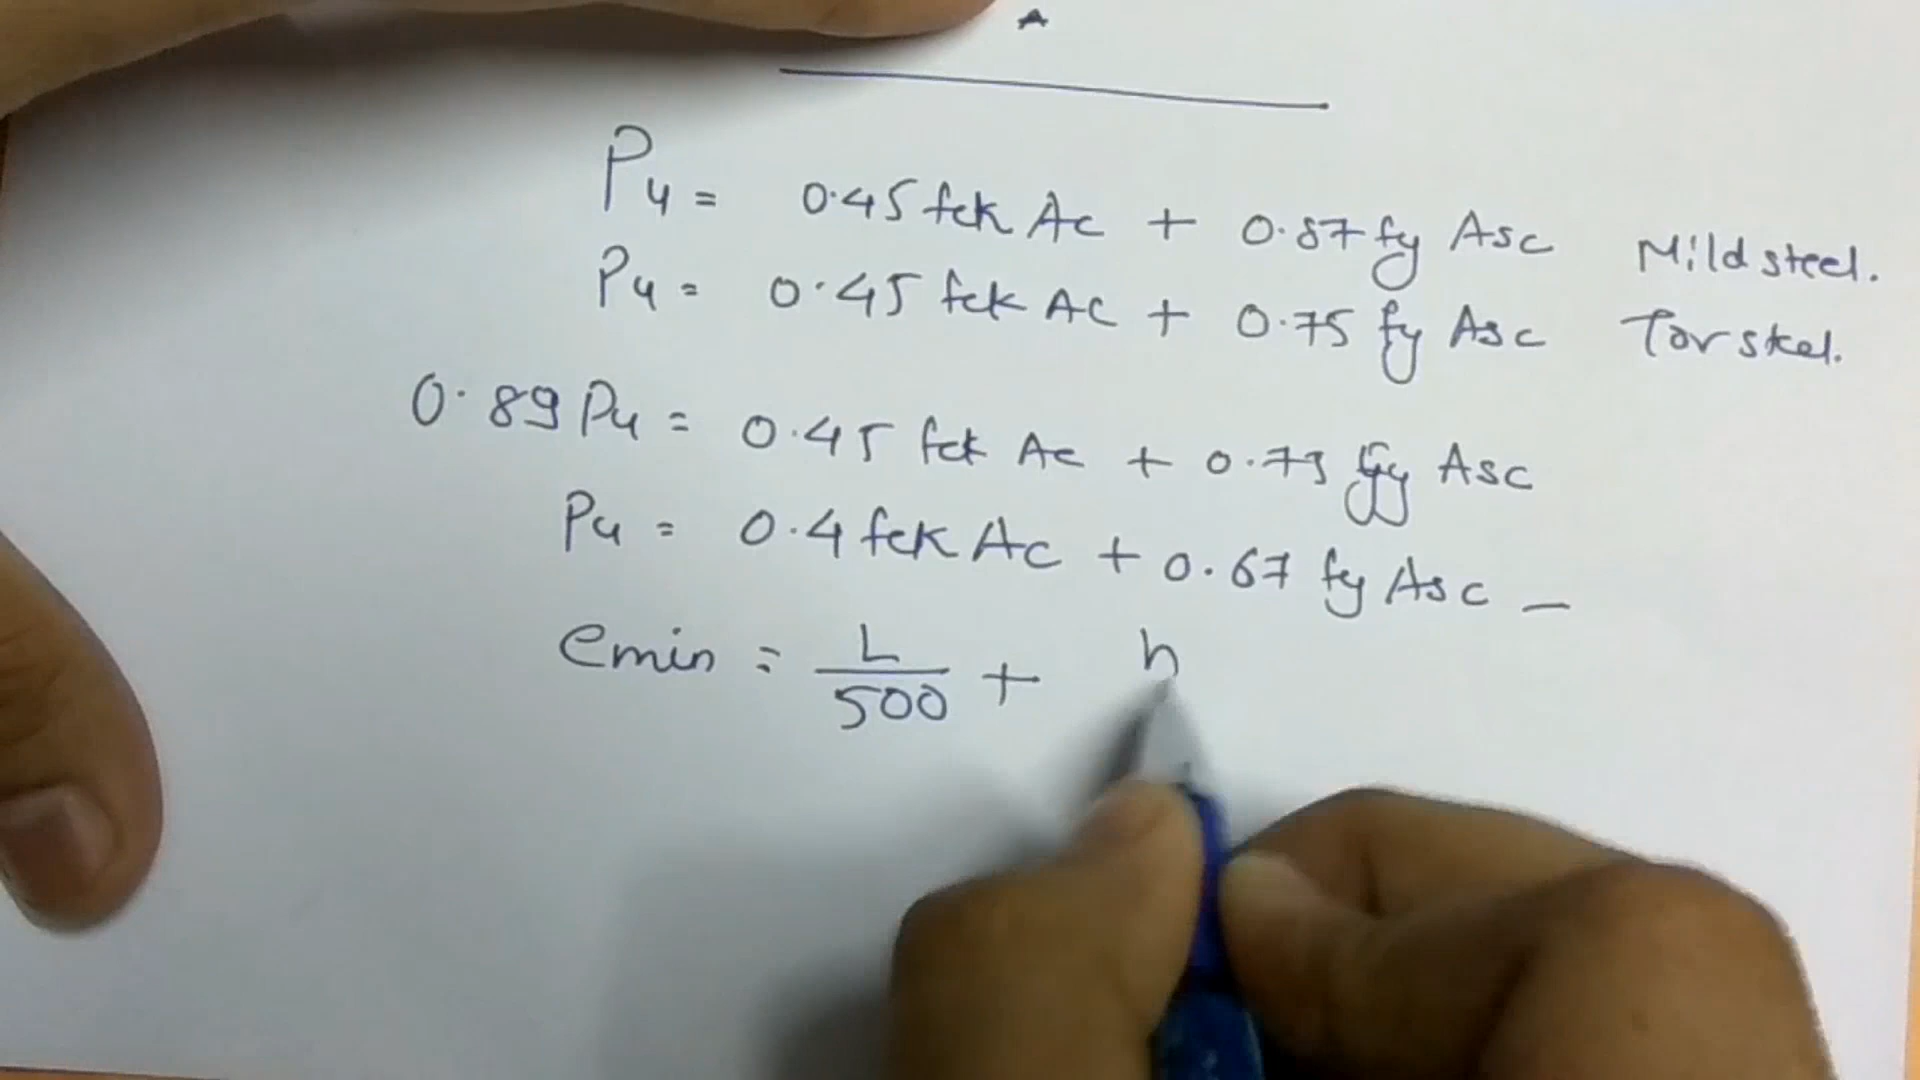 Pu = 0.45 fck Ac + 0.87 fy Asc Mild steel.
Pu = 0.45 fck Ac + 0.75 fy Asc Tor steel.
0.89 Pu = 0.45 fck Ac + 0.75 fy Asc
Pu = 0.4 fck Ac + 0.67 fy Asc —
emin = L/500 + h